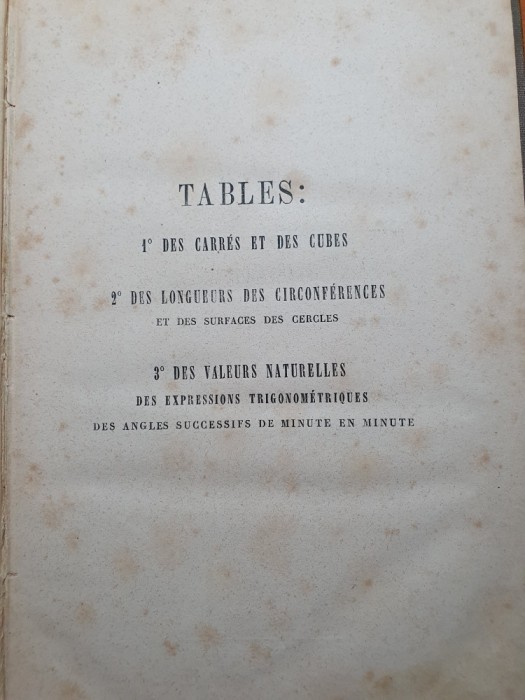 TABLES:
1° DES CARRÉS ET DES CUBES
2° DES LONGUEURS DES CIRCONFÉRENCES
ET DES SURFACES DES CERCLES
3° DES VALEURS NATURELLES
DES EXPRESSIONS TRIGONOMÉTRIQUES
DES ANGLES SUCCESSIFS DE MINUTE EN MINUTE